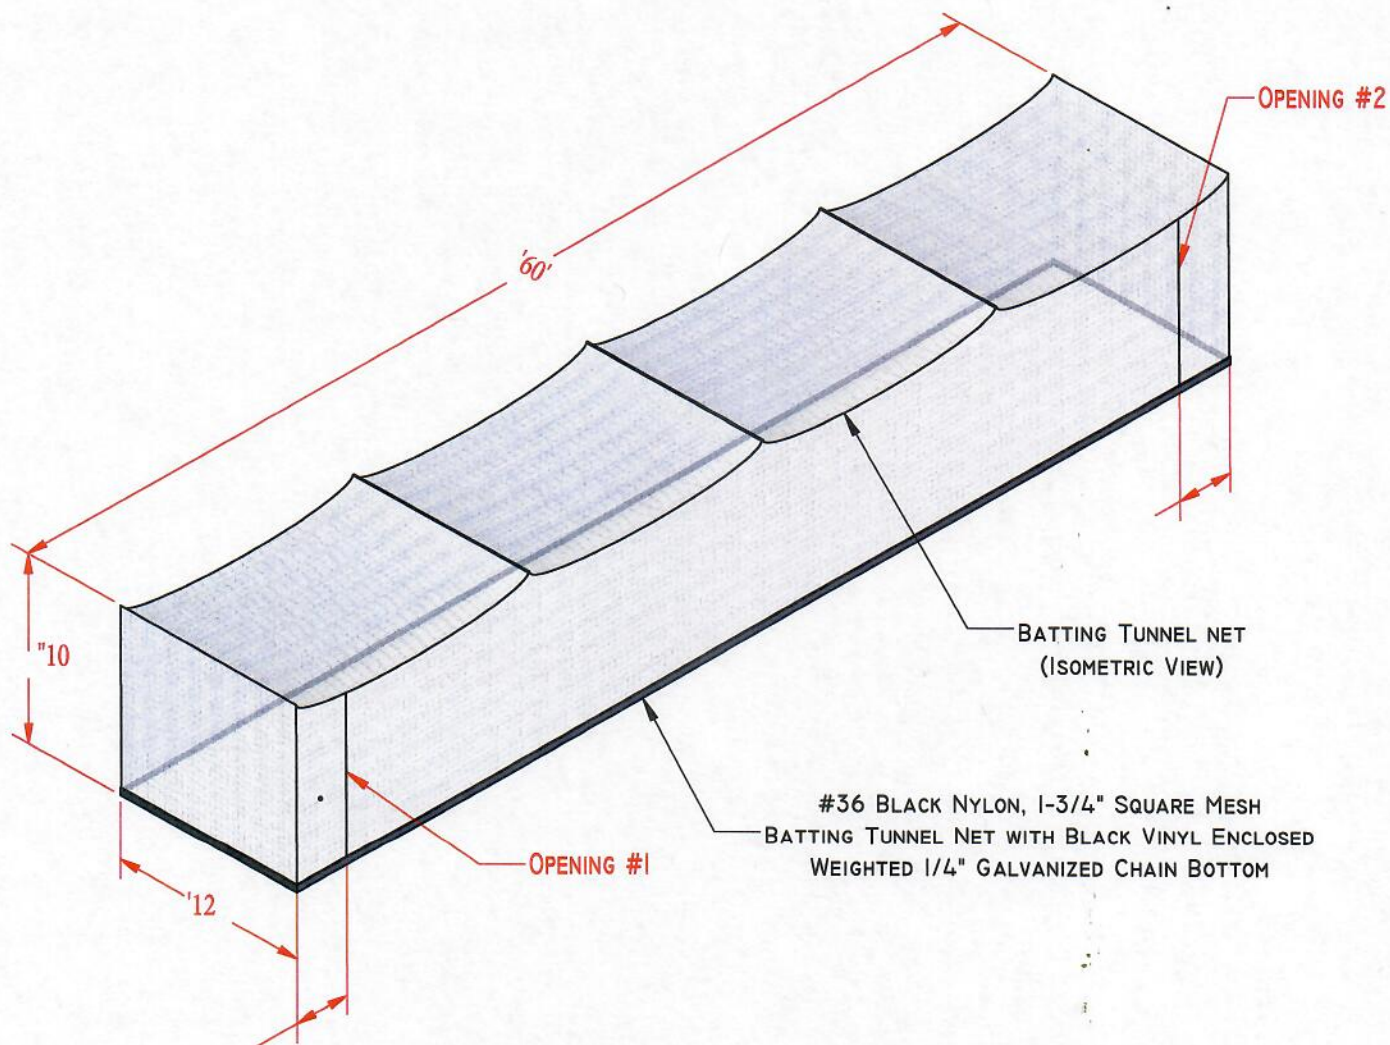 OPENING #2
'60'
"10
BATTING TUNNEL NET
(ISOMETRIC VIEW)
#36 BLACK NYLON, 1-3/4" SQUARE MESH
BATTING TUNNEL NET WITH BLACK VINYL ENCLOSED
WEIGHTED 1/4" GALVANIZED CHAIN BOTTOM
OPENING #1
'12